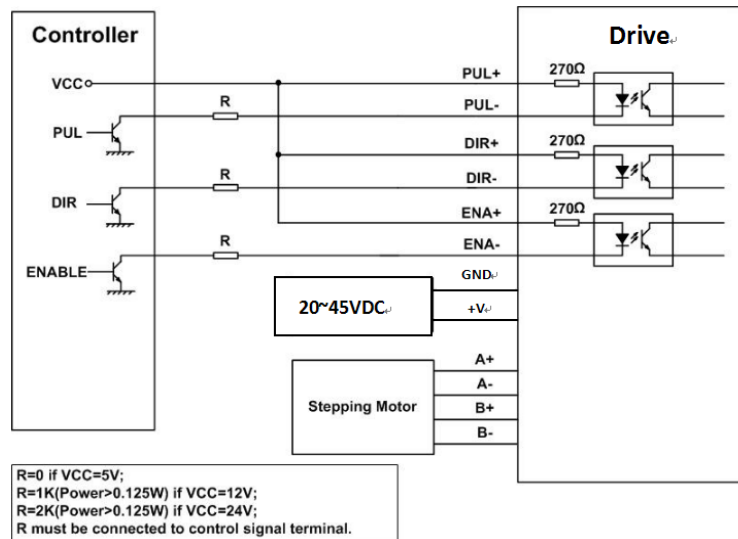 Controller
Drive
VCC
PUL
DIR
ENABLE
R
R
R
PUL+
PUL-
DIR+
DIR-
ENA+
ENA-
GND
+V
270Ω
270Ω
270Ω
20~45VDC
Stepping Motor
A+
A-
B+
B-
R=0 if VCC=5V;
R=1K(Power>0.125W) if VCC=12V;
R=2K(Power>0.125W) if VCC=24V;
R must be connected to control signal terminal.